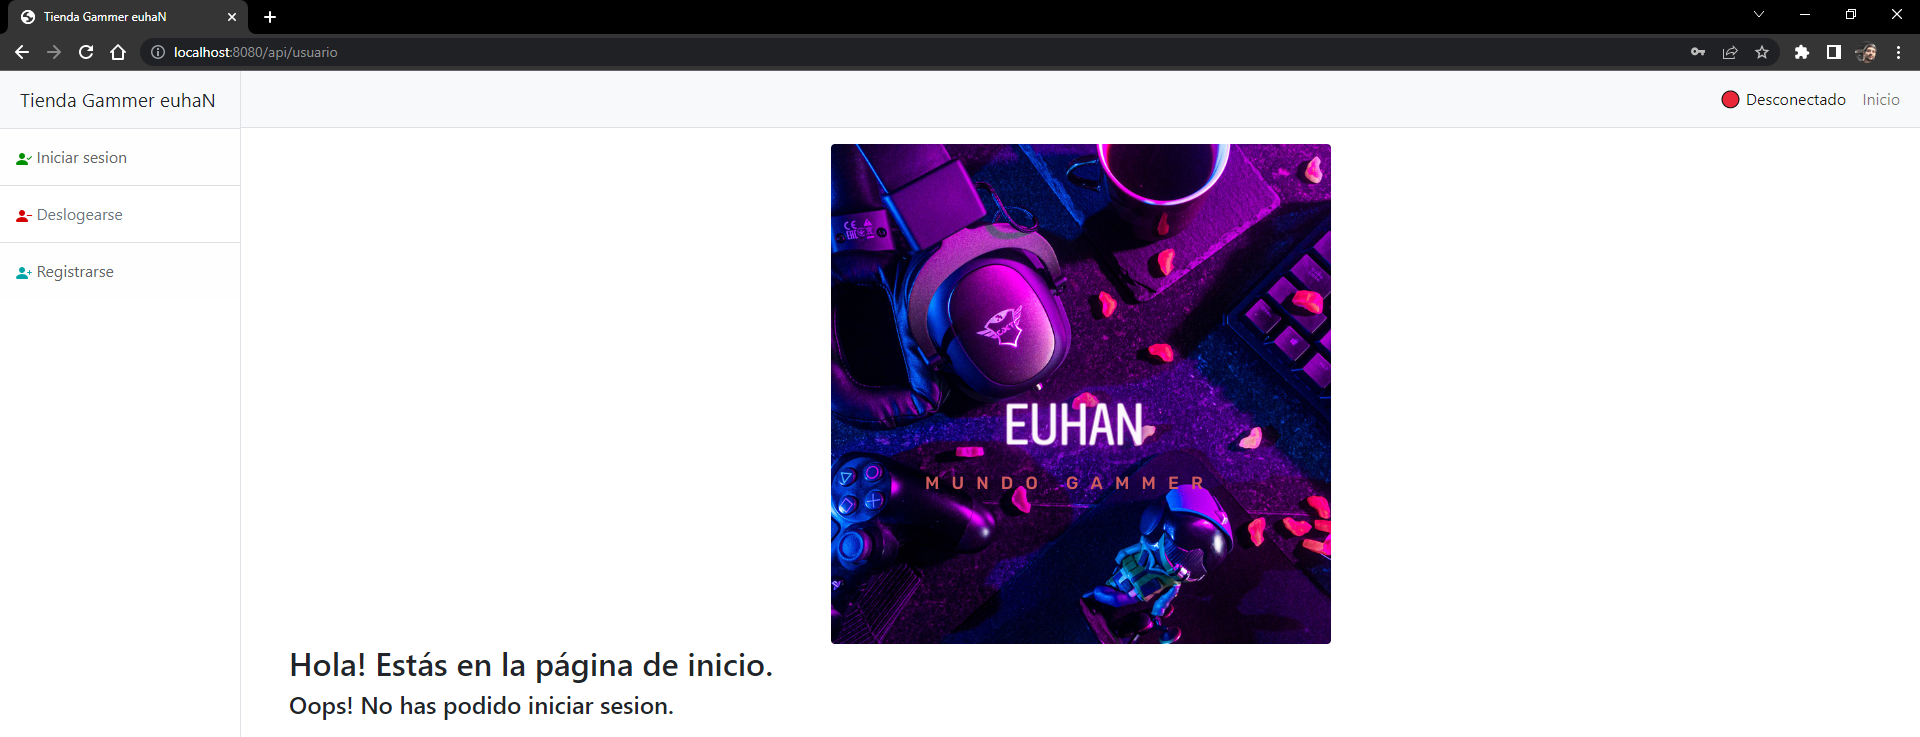 Tienda Gammer euhaN
localhost:8080/api/usuario
Tienda Gammer euhaN
Desconectado Inicio
Iniciar sesion
Deslogearse
Registrarse
EUHAN
MUNDO GAMMER
Hola! Estás en la página de inicio.
Oops! No has podido iniciar sesion.